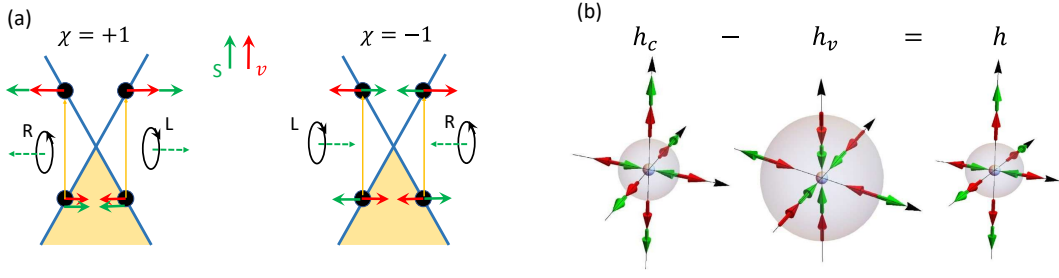 (a)
χ = +1
S
v
χ = −1
R
L
L
R
(b)
h_c − h_v = h